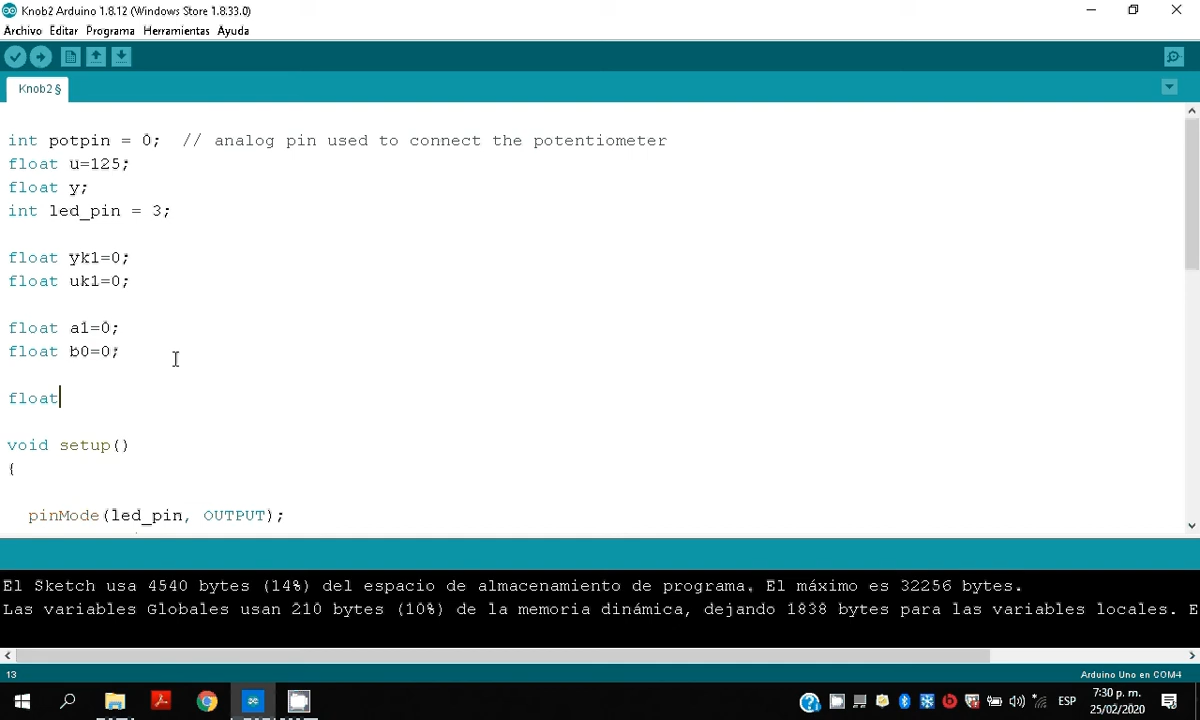 Knob2 Arduino 1.8.12 (Windows Store 1.8.33.0)
Archivo Editar Programa Herramientas Ayuda
Knob2 §
int potpin = 0;  // analog pin used to connect the potentiometer
float u=125;
float y;
int led_pin = 3;
float yk1=0;
float uk1=0;
float a1=0;
float b0=0;
float
void setup()
{
pinMode(led_pin, OUTPUT);
El Sketch usa 4540 bytes (14%) del espacio de almacenamiento de programa. El máximo es 32256 bytes.
Las variables Globales usan 210 bytes (10%) de la memoria dinámica, dejando 1838 bytes para las variables locales. E
13
Arduino Uno en COM4
ESP
7:30 p. m.
25/02/2020